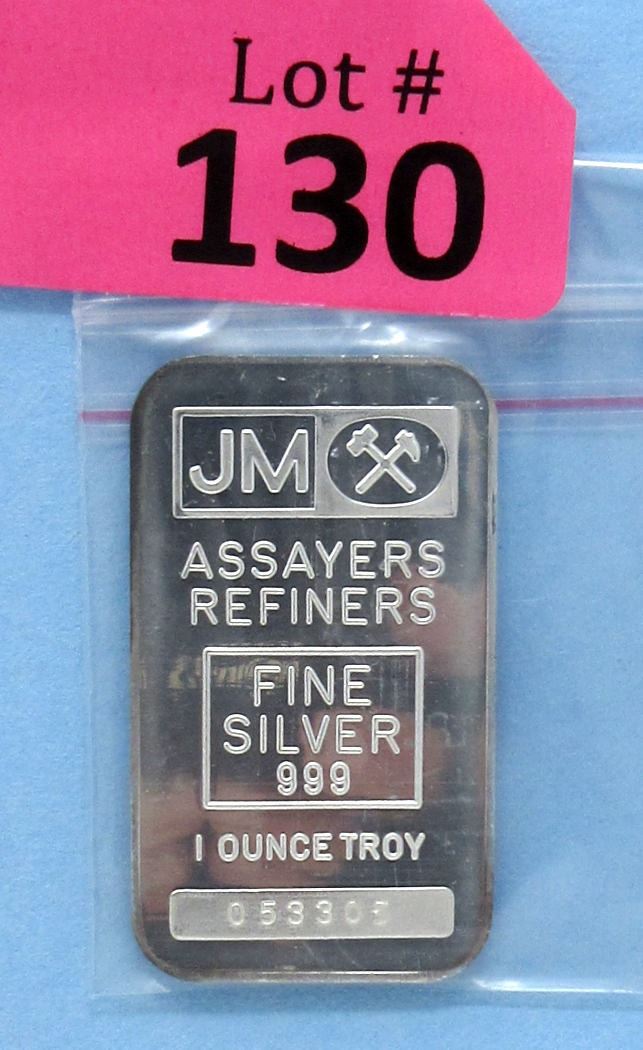 Lot #
130
JM
ASSAYERS
REFINERS
FINE
SILVER
999
1 OUNCE TROY